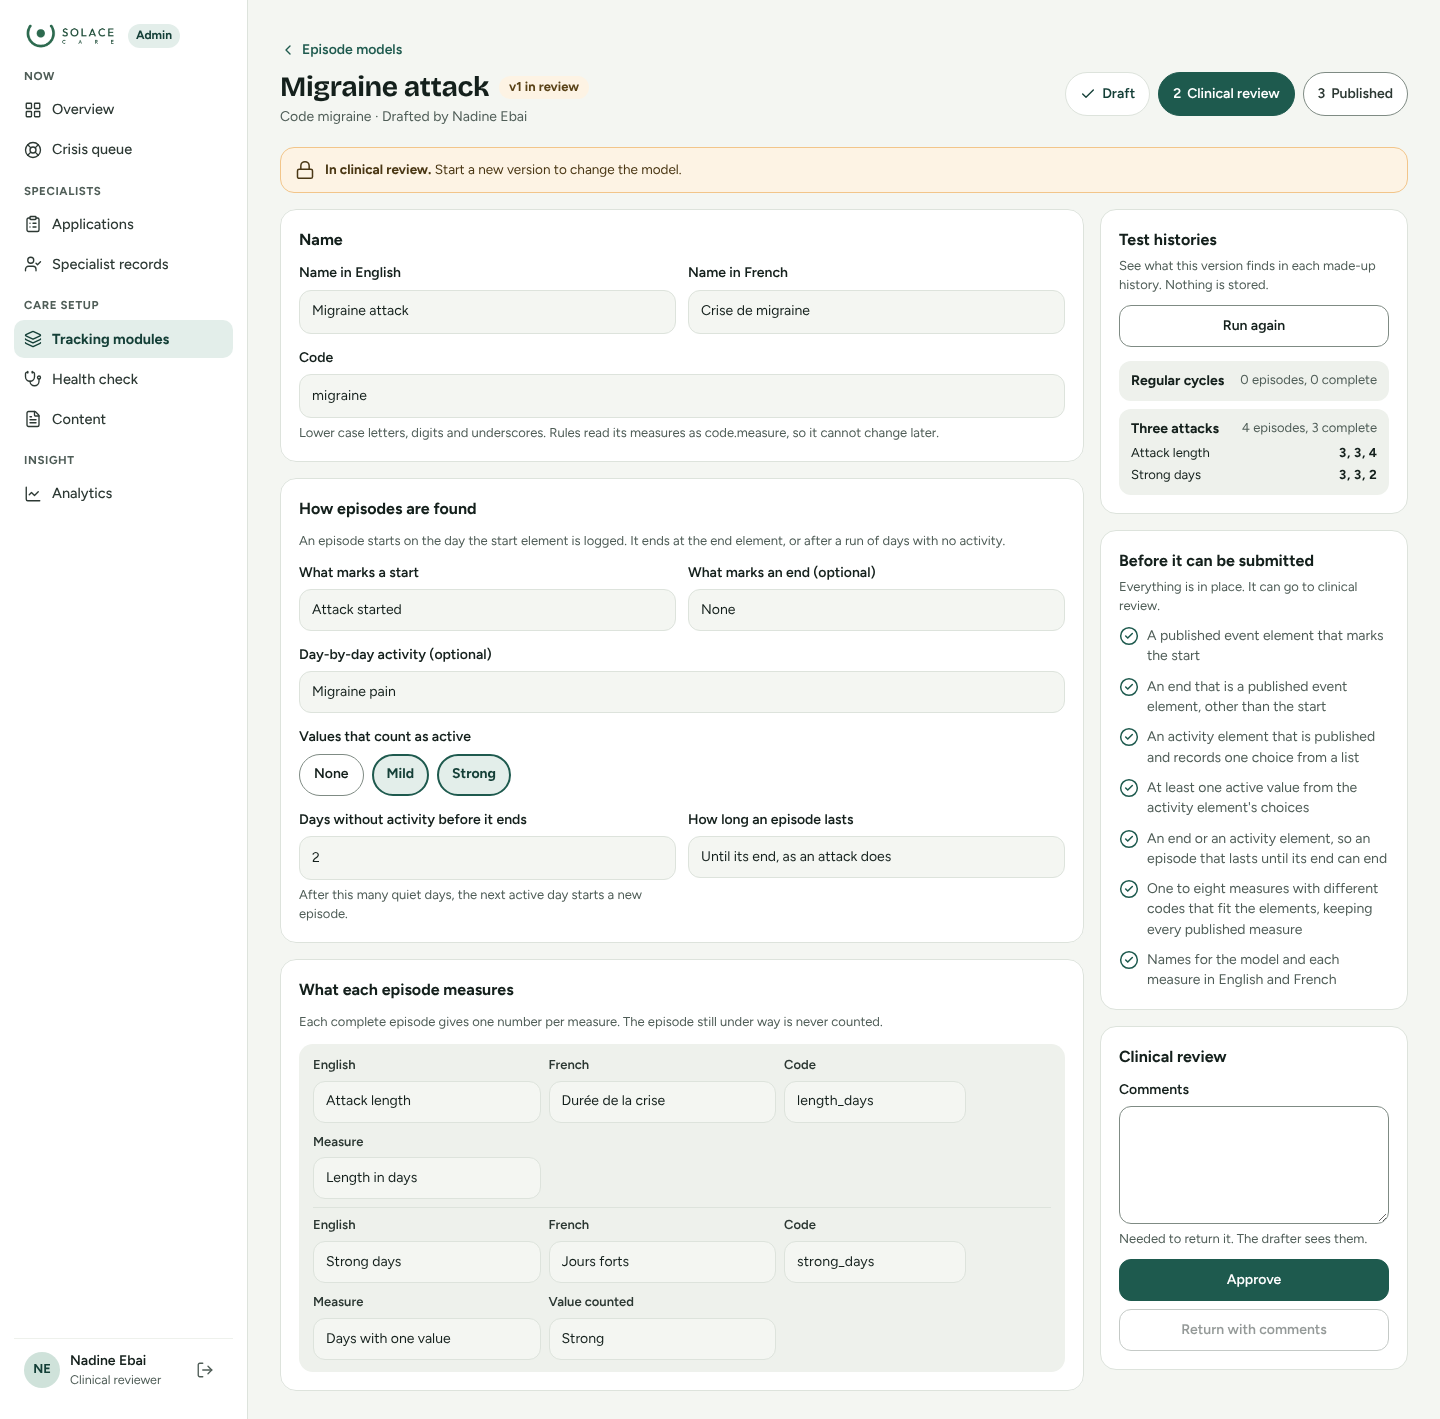 SOLACE
CARE
Admin
NOW
Overview
Crisis queue
SPECIALISTS
Applications
Specialist records
CARE SETUP
Tracking modules
Health check
Content
INSIGHT
Analytics
NE
Nadine Ebai
Clinical reviewer
Episode models
Migraine attack
v1 in review
Code migraine · Drafted by Nadine Ebai
Draft
2 Clinical review
3 Published
In clinical review. Start a new version to change the model.
Name
Name in English
Name in French
Migraine attack
Crise de migraine
Code
migraine
Lower case letters, digits and underscores. Rules read its measures as code.measure, so it cannot change later.
How episodes are found
An episode starts on the day the start element is logged. It ends at the end element, or after a run of days with no activity.
What marks a start
What marks an end (optional)
Attack started
None
Day-by-day activity (optional)
Migraine pain
Values that count as active
None
Mild
Strong
Days without activity before it ends
How long an episode lasts
2
Until its end, as an attack does
After this many quiet days, the next active day starts a new
episode.
What each episode measures
Each complete episode gives one number per measure. The episode still under way is never counted.
English
French
Code
Attack length
Durée de la crise
length_days
Measure
Length in days
English
French
Code
Strong days
Jours forts
strong_days
Measure
Value counted
Days with one value
Strong
Test histories
See what this version finds in each made-up
history. Nothing is stored.
Run again
Regular cycles
0 episodes, 0 complete
Three attacks
4 episodes, 3 complete
Attack length
3, 3, 4
Strong days
3, 3, 2
Before it can be submitted
Everything is in place. It can go to clinical
review.
A published event element that marks
the start
An end that is a published event
element, other than the start
An activity element that is published
and records one choice from a list
At least one active value from the
activity element's choices
An end or an activity element, so an
episode that lasts until its end can end
One to eight measures with different
codes that fit the elements, keeping
every published measure
Names for the model and each
measure in English and French
Clinical review
Comments
Needed to return it. The drafter sees them.
Approve
Return with comments